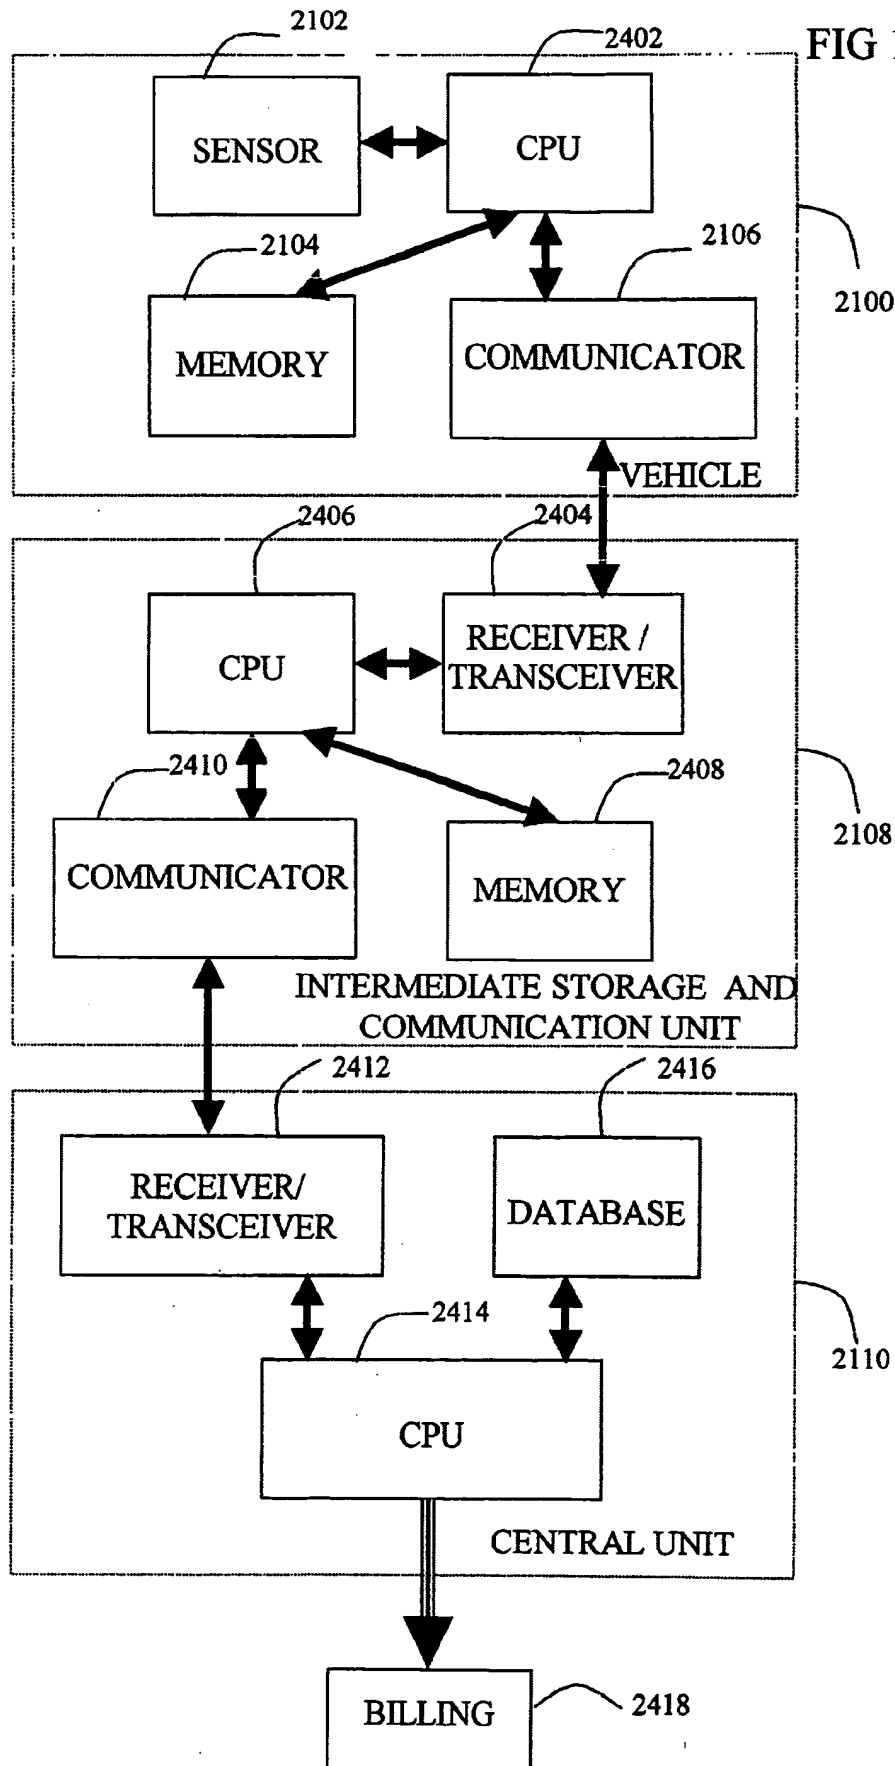 2102
2402
FIG
SENSOR
CPU
2104
2106
2100
MEMORY
COMMUNICATOR
VEHICLE
2406
2404
CPU
RECEIVER /
TRANSCEIVER
2410
2408
2108
COMMUNICATOR
MEMORY
INTERMEDIATE STORAGE AND
COMMUNICATION UNIT
2412
2416
RECEIVER/
TRANSCEIVER
DATABASE
2414
2110
CPU
CENTRAL UNIT
BILLING
2418